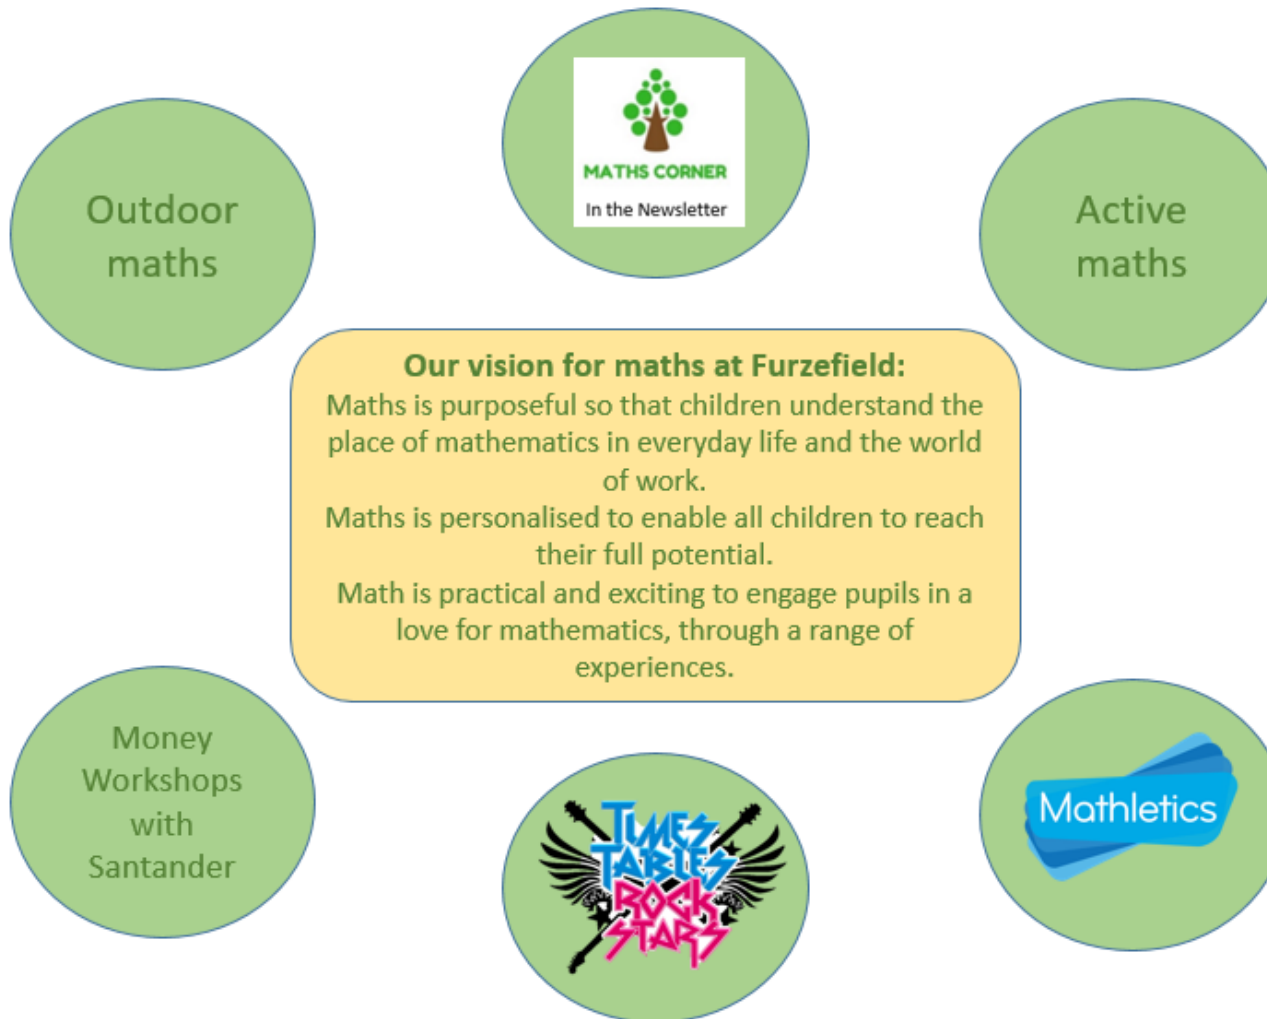 MATHS CORNER
In the Newsletter
Outdoor
maths
Active
maths
Our vision for maths at Furzefield:
Maths is purposeful so that children understand the
place of mathematics in everyday life and the world
of work.
Maths is personalised to enable all children to reach
their full potential.
Math is practical and exciting to engage pupils in a
love for mathematics, through a range of
experiences.
Money
Workshops
with
Santander
TIMES
TABLES
ROCK
STARS
Mathletics